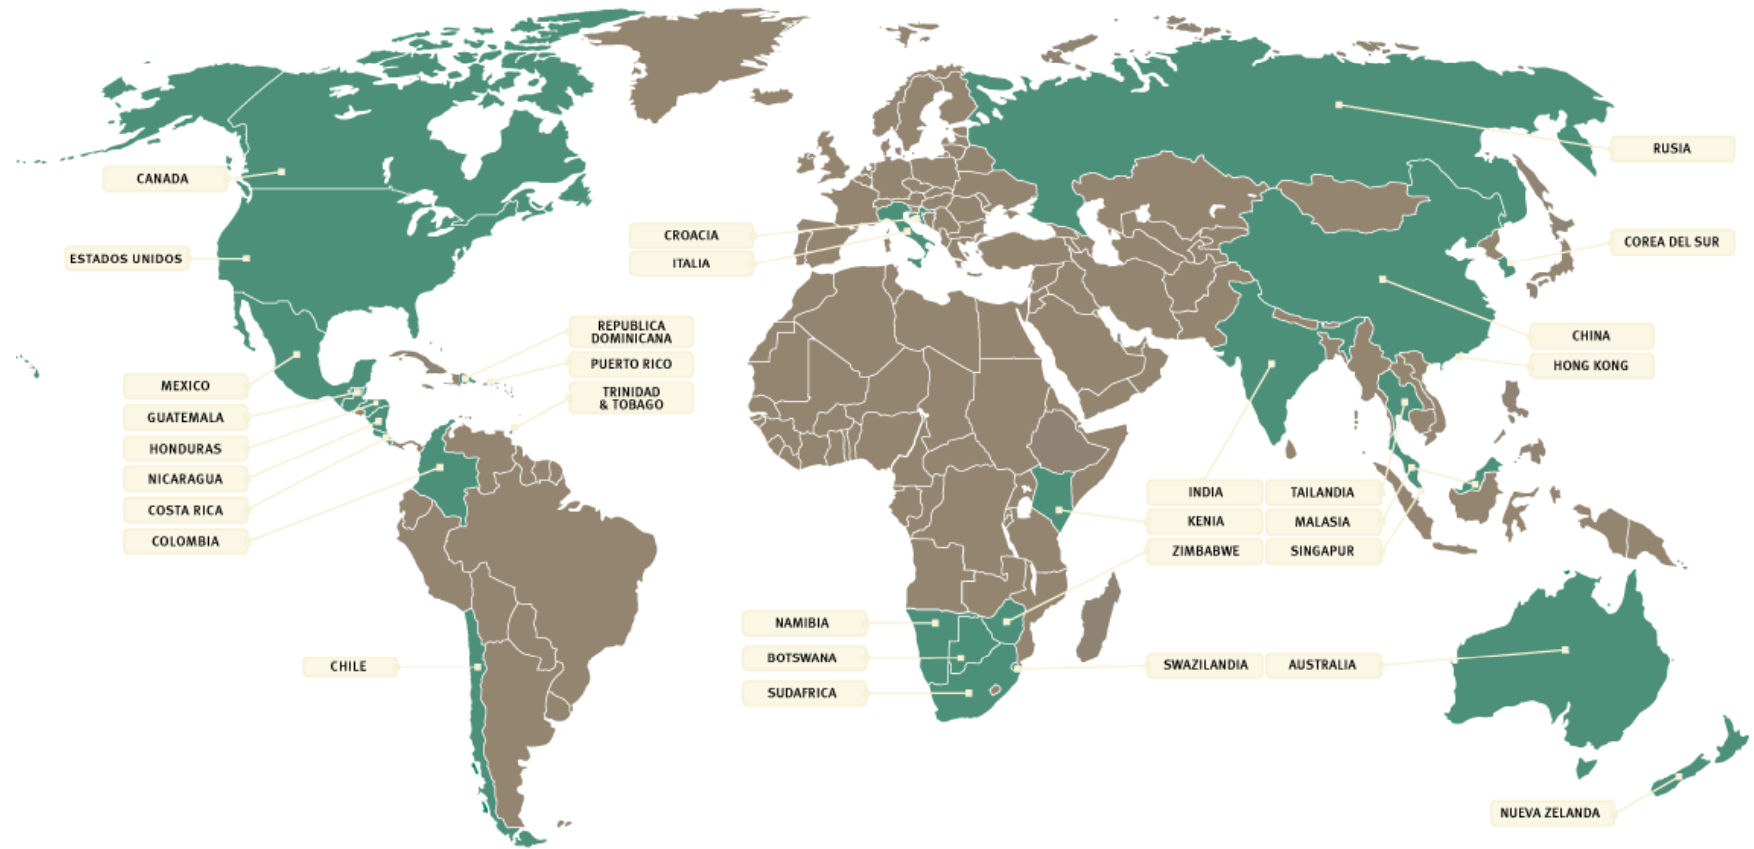 CANADA
ESTADOS UNIDOS
MEXICO
GUATEMALA
HONDURAS
NICARAGUA
COSTA RICA
COLOMBIA
CHILE
REPUBLICA
DOMINICANA
PUERTO RICO
TRINIDAD
& TOBAGO
CROACIA
ITALIA
NAMIBIA
BOTSWANA
SUDAFRICA
INDIA
KENIA
ZIMBABWE
SWAZILANDIA
TAILANDIA
MALASIA
SINGAPUR
AUSTRALIA
RUSIA
COREA DEL SUR
CHINA
HONG KONG
NUEVA ZELANDA